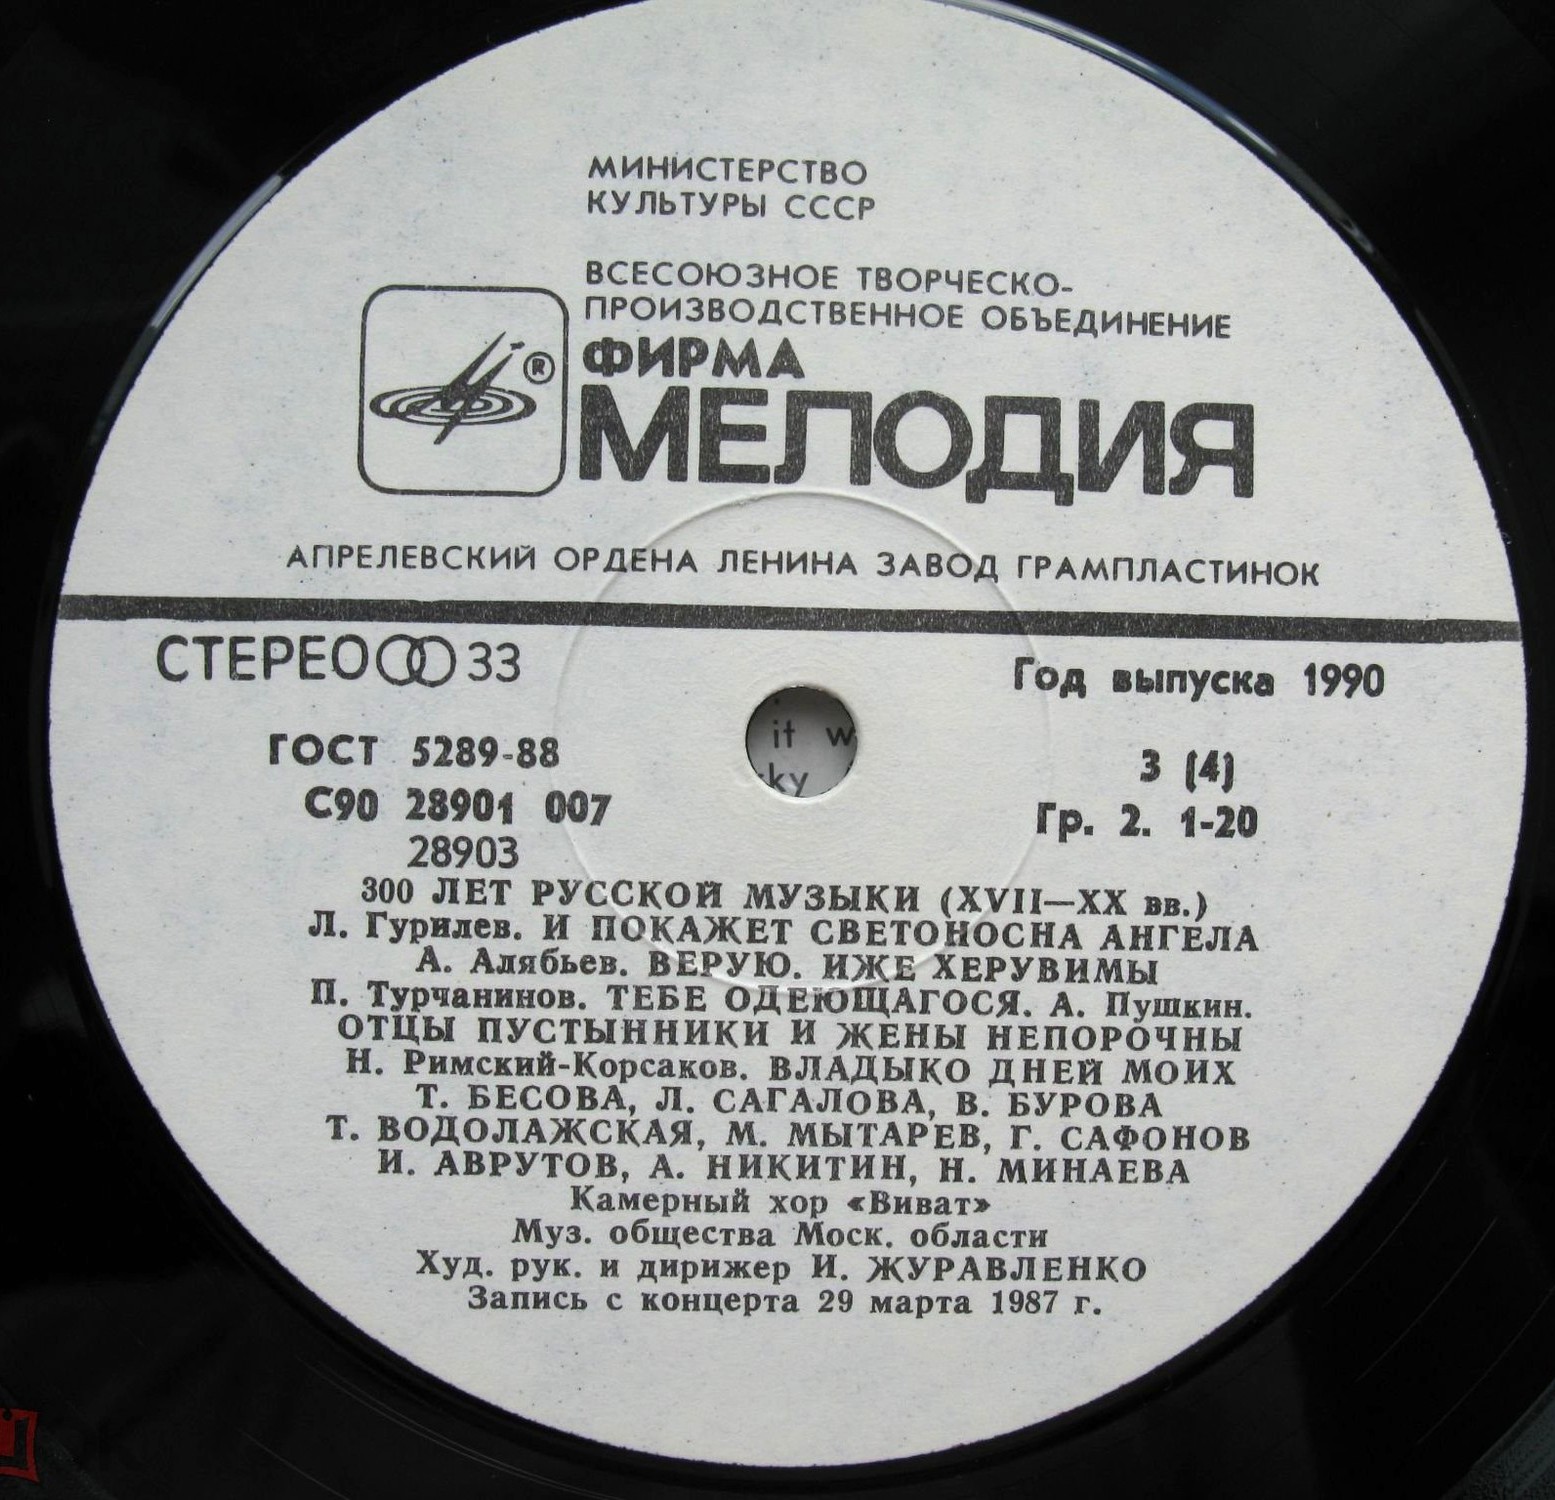 МИНИСТЕРСТВО
КУЛЬТУРЫ СССР
ВСЕСОЮЗНОЕ ТВОРЧЕСКО-
ПРОИЗВОДСТВЕННОЕ ОБЪЕДИНЕНИЕ
®
ФИРМА
МЕЛОДИЯ
АПРЕЛЕВСКИЙ ОРДЕНА ЛЕНИНА ЗАВОД ГРАМПЛАСТИНОК
СТЕРЕО 33
Год выпуска 1990
ГОСТ 5289-88
3 (4)
С90 28901 007
Гр. 2. 1-20
28903
it
ky
300 ЛЕТ РУССКОЙ МУЗЫКИ (XVII—XX вв.)
Л. Гурилев. И ПОКАЖЕТ СВЕТОНОСНА АНГЕЛА
А. Алябьев. ВЕРУЮ. ИЖЕ ХЕРУВИМЫ
П. Турчанинов. ТЕБЕ ОДЕЮЩАГОСЯ. А. Пушкин.
ОТЦЫ ПУСТЫННИКИ И ЖЕНЫ НЕПОРОЧНЫ
Н. Римский-Корсаков. ВЛАДЫКО ДНЕЙ МОИХ
Т. БЕСОВА, Л. САГАЛОВА, В. БУРОВА
Т. ВОДОЛАЖСКАЯ, М. МЫТАРЕВ, Г. САФОНОВ
И. АВРУТОВ, А. НИКИТИН, Н. МИНАЕВА
Камерный хор «Виват»
Муз. общества Моск. области
Худ. рук. и дирижер И. ЖУРАВЛЕНКО
Запись с концерта 29 марта 1987 г.